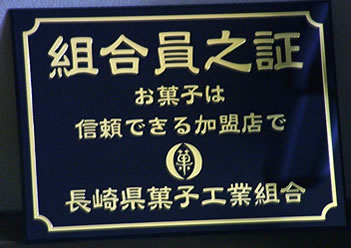 組合員之証
お菓子は
信頼できる加盟店で
菓
長崎県菓子工業組合